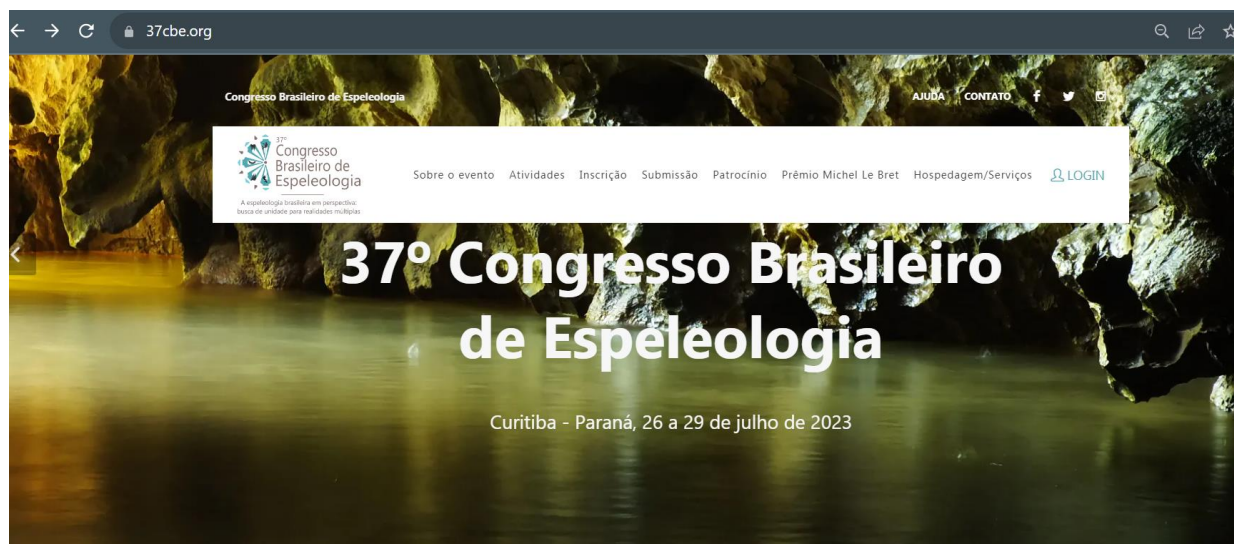 37cbe.org
Congresso Brasileiro de Espeleologia
AJUDA CONTATO
37º
Congresso
Brasileiro de
Espeleologia
A espeleologia brasileira em perspectiva:
busca de unidade para realidades múltiplas
Sobre o evento Atividades Inscrição Submissão Patrocínio Prêmio Michel Le Bret Hospedagem/Serviços LOGIN
37º Congresso Brasileiro
de Espeleologia
Curitiba - Paraná, 26 a 29 de julho de 2023